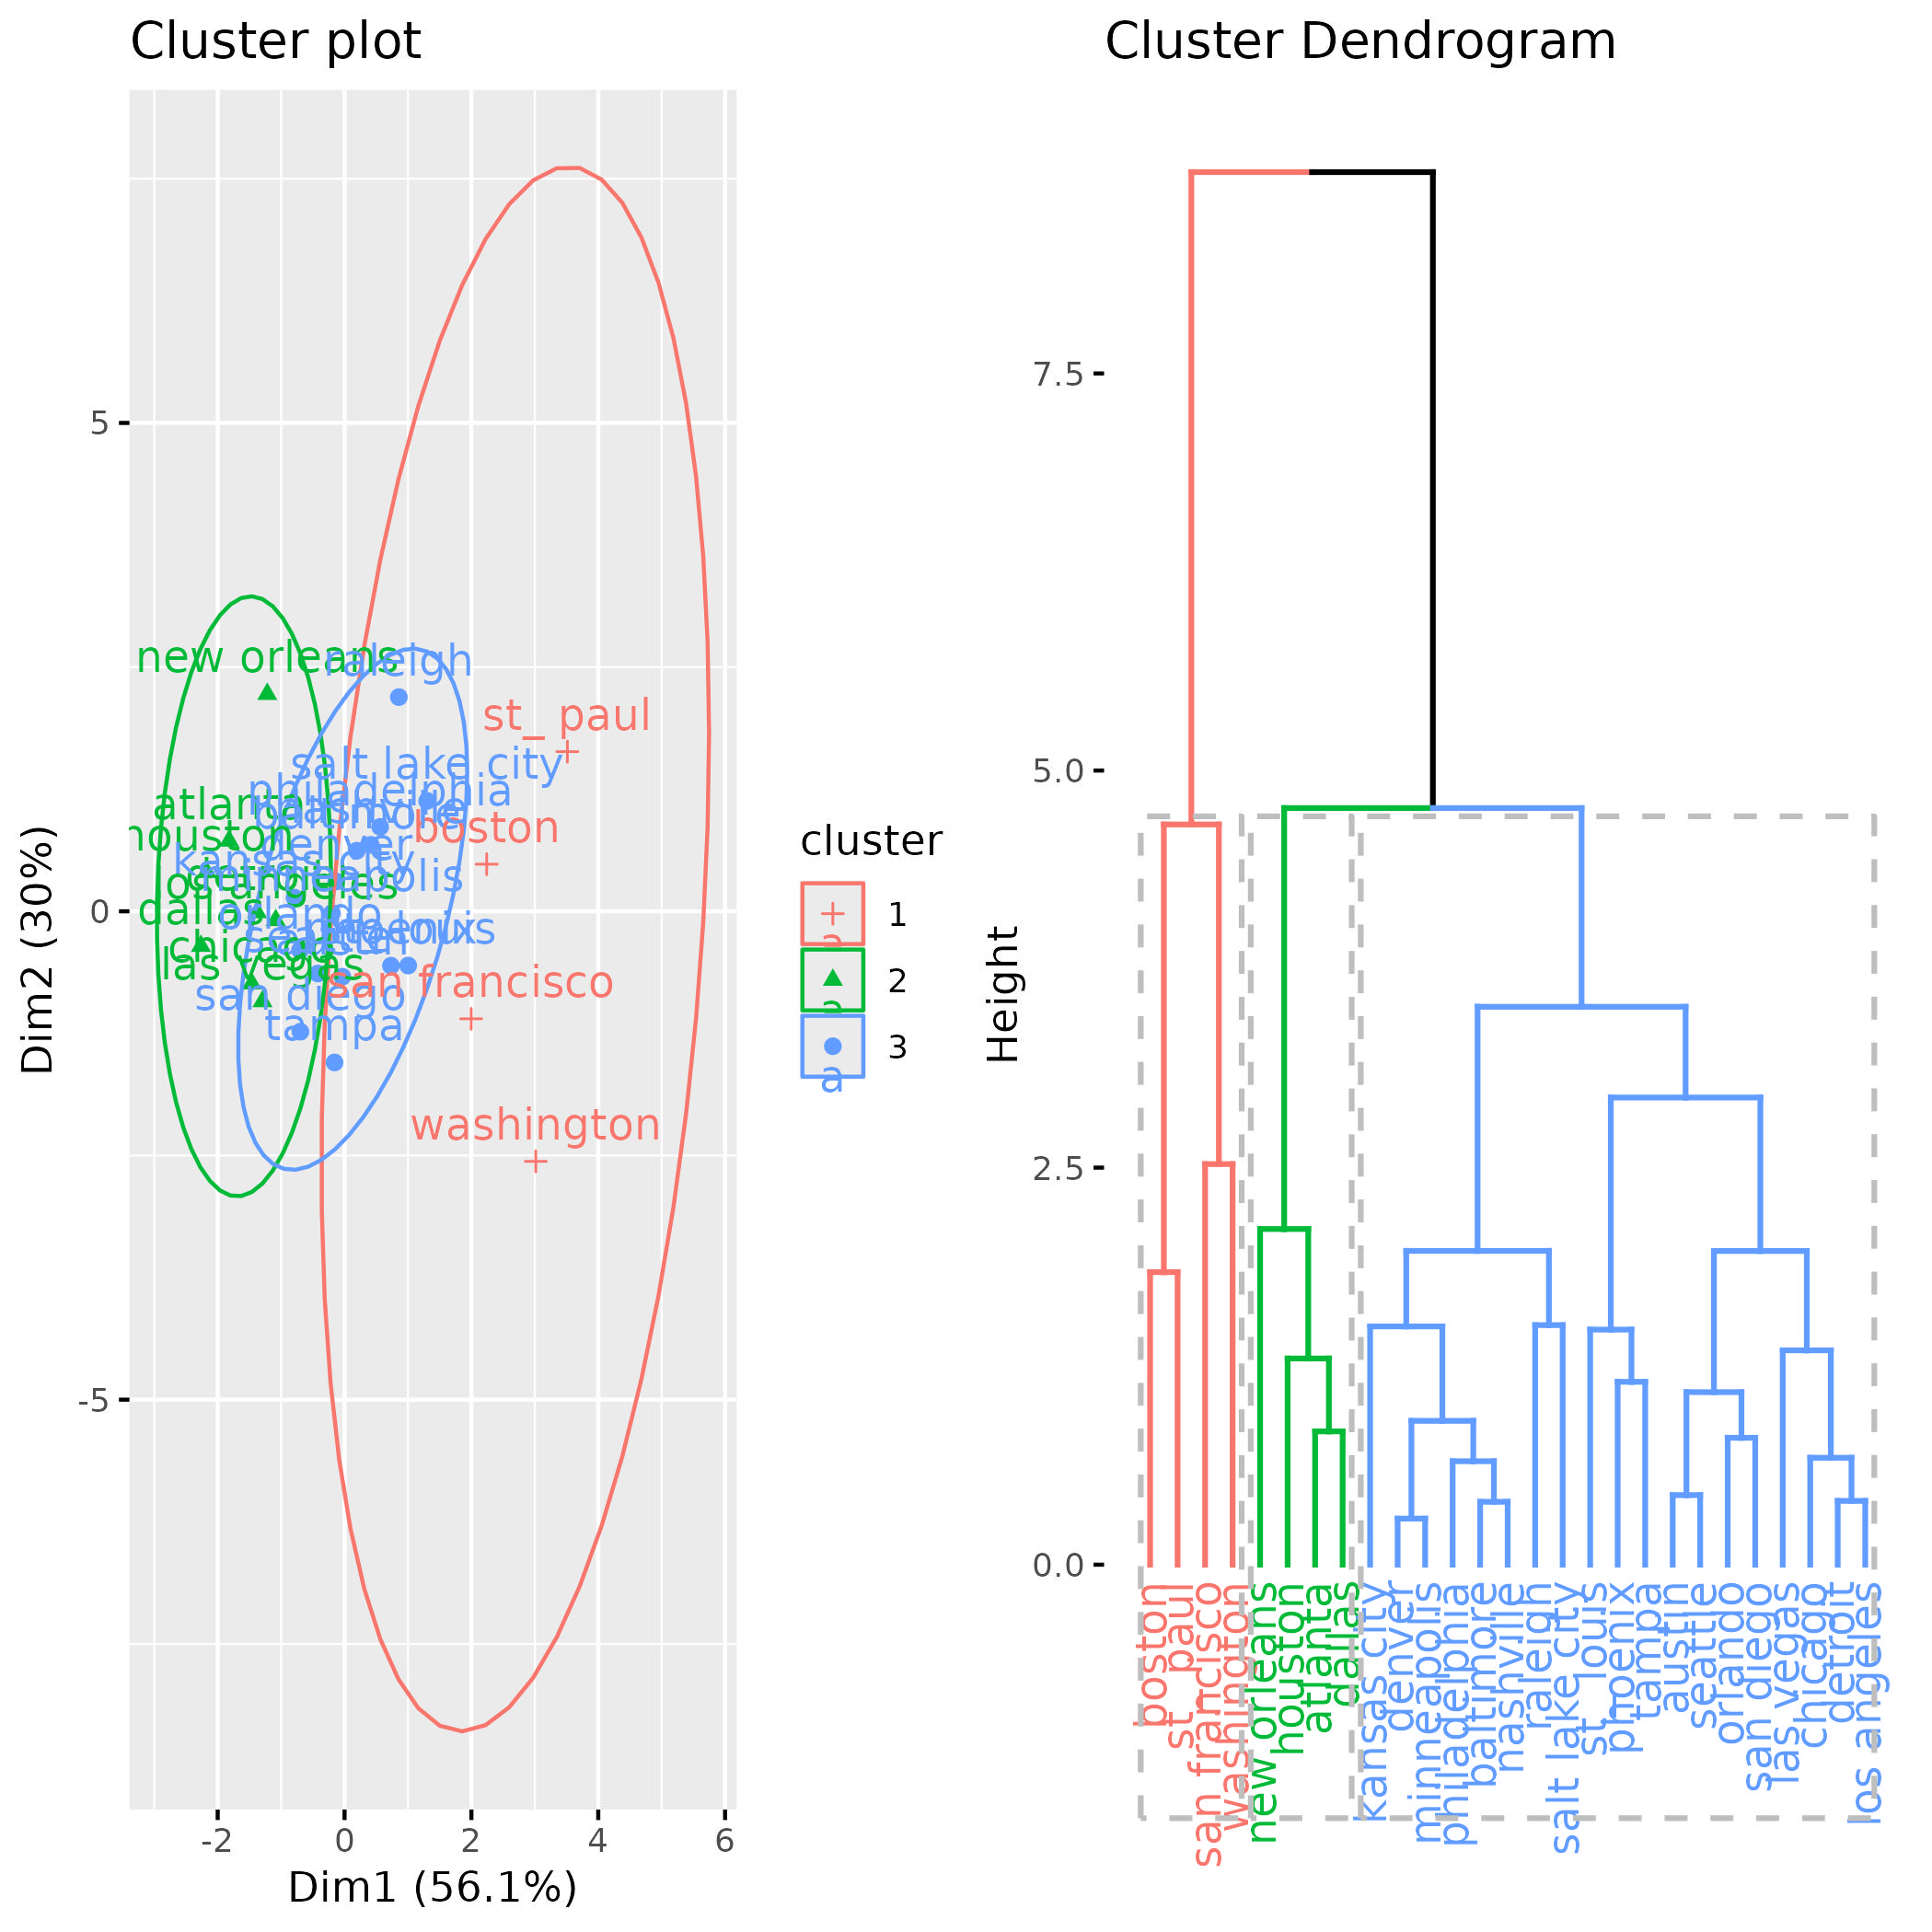 Cluster plot
Cluster Dendrogram
5
0
-5
Dim2 (30%)
-2
0
2
4
6
Dim1 (56.1%)
new orleans
raleigh
st_ paul
salt lake city
philadelphia
atlanta
nashville
baltimore
boston
houston
denver
kansas city
detroit
minneapolis
los angeles
dallas
orlando
phoenix
seattle
austin
chicago
las vegas
san francisco
san diego
tampa
washington
cluster
1
2
3
a
a
a
Height
7.5
5.0
2.5
0.0
boston
st_ paul
san francisco
washington
new orleans
houston
atlanta
dallas
kansas city
denver
minneapolis
philadelphia
baltimore
nashville
raleigh
salt lake city
st_ louis
phoenix
tampa
austin
seattle
orlando
san diego
las vegas
chicago
detroit
los angeles